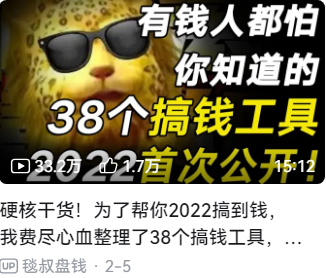 有钱人都怕
你知道的
38个搞钱工具
2022首次公开!
33.2万 1.7万 15:12
硬核干货！为了帮你2022搞到钱，
我费尽心血整理了38个搞钱工具，...
UP 毯叔盘钱 · 2-5